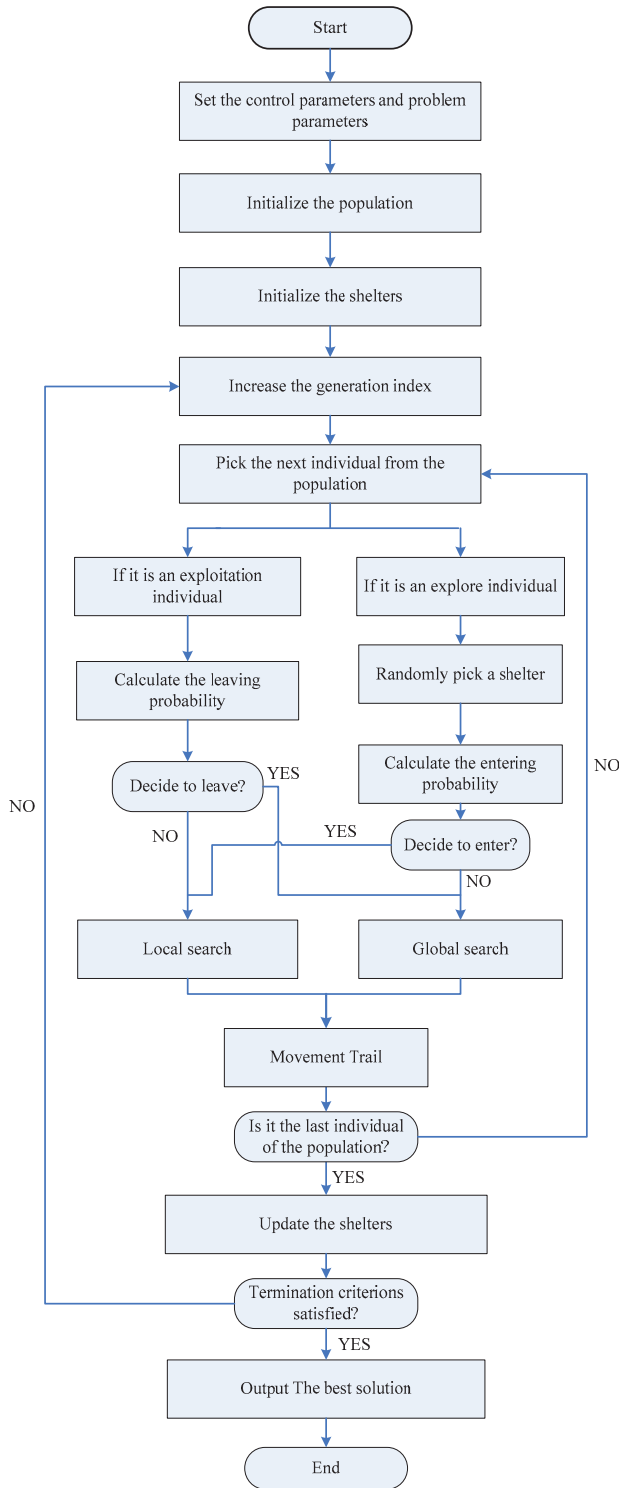 Start
Set the control parameters and problem
parameters
Initialize the population
Initialize the shelters
Increase the generation index
Pick the next individual from the
population
If it is an exploitation
individual
If it is an explore individual
Calculate the leaving
probability
Randomly pick a shelter
Calculate the entering
probability
Decide to leave?
YES
NO
NO
NO
YES
Decide to enter?
NO
Local search
Global search
Movement Trail
Is it the last individual
of the population?
YES
Update the shelters
Termination criterions
satisfied?
YES
Output The best solution
End